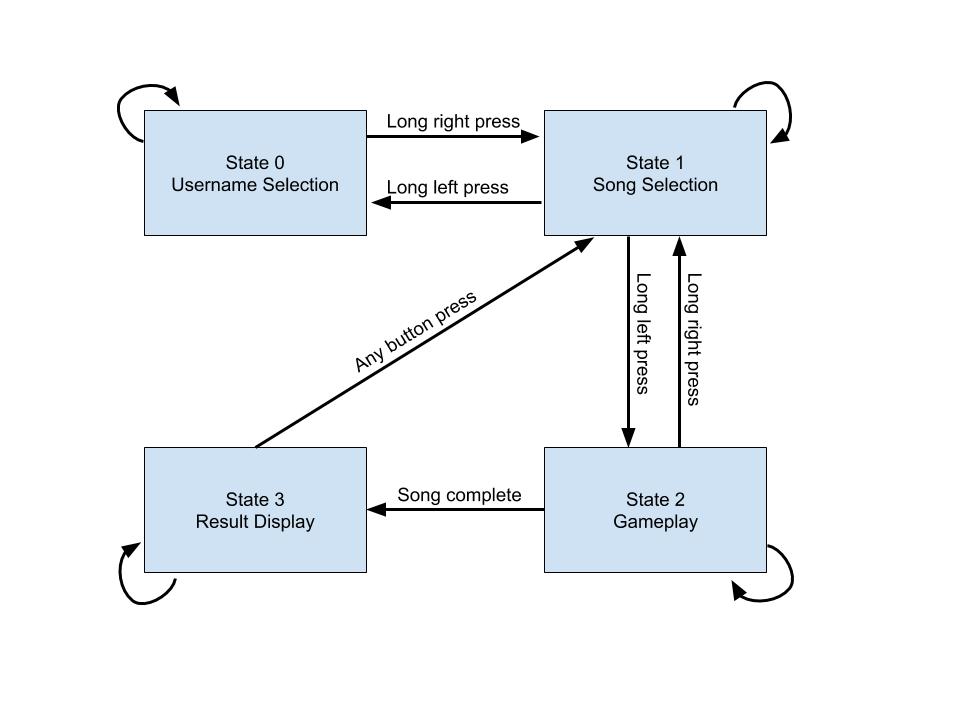 Long right press
State 0
Username Selection
State 1
Song Selection
Long left press
Long left press
Long right press
Any button press
State 3
Result Display
Song complete
State 2
Gameplay